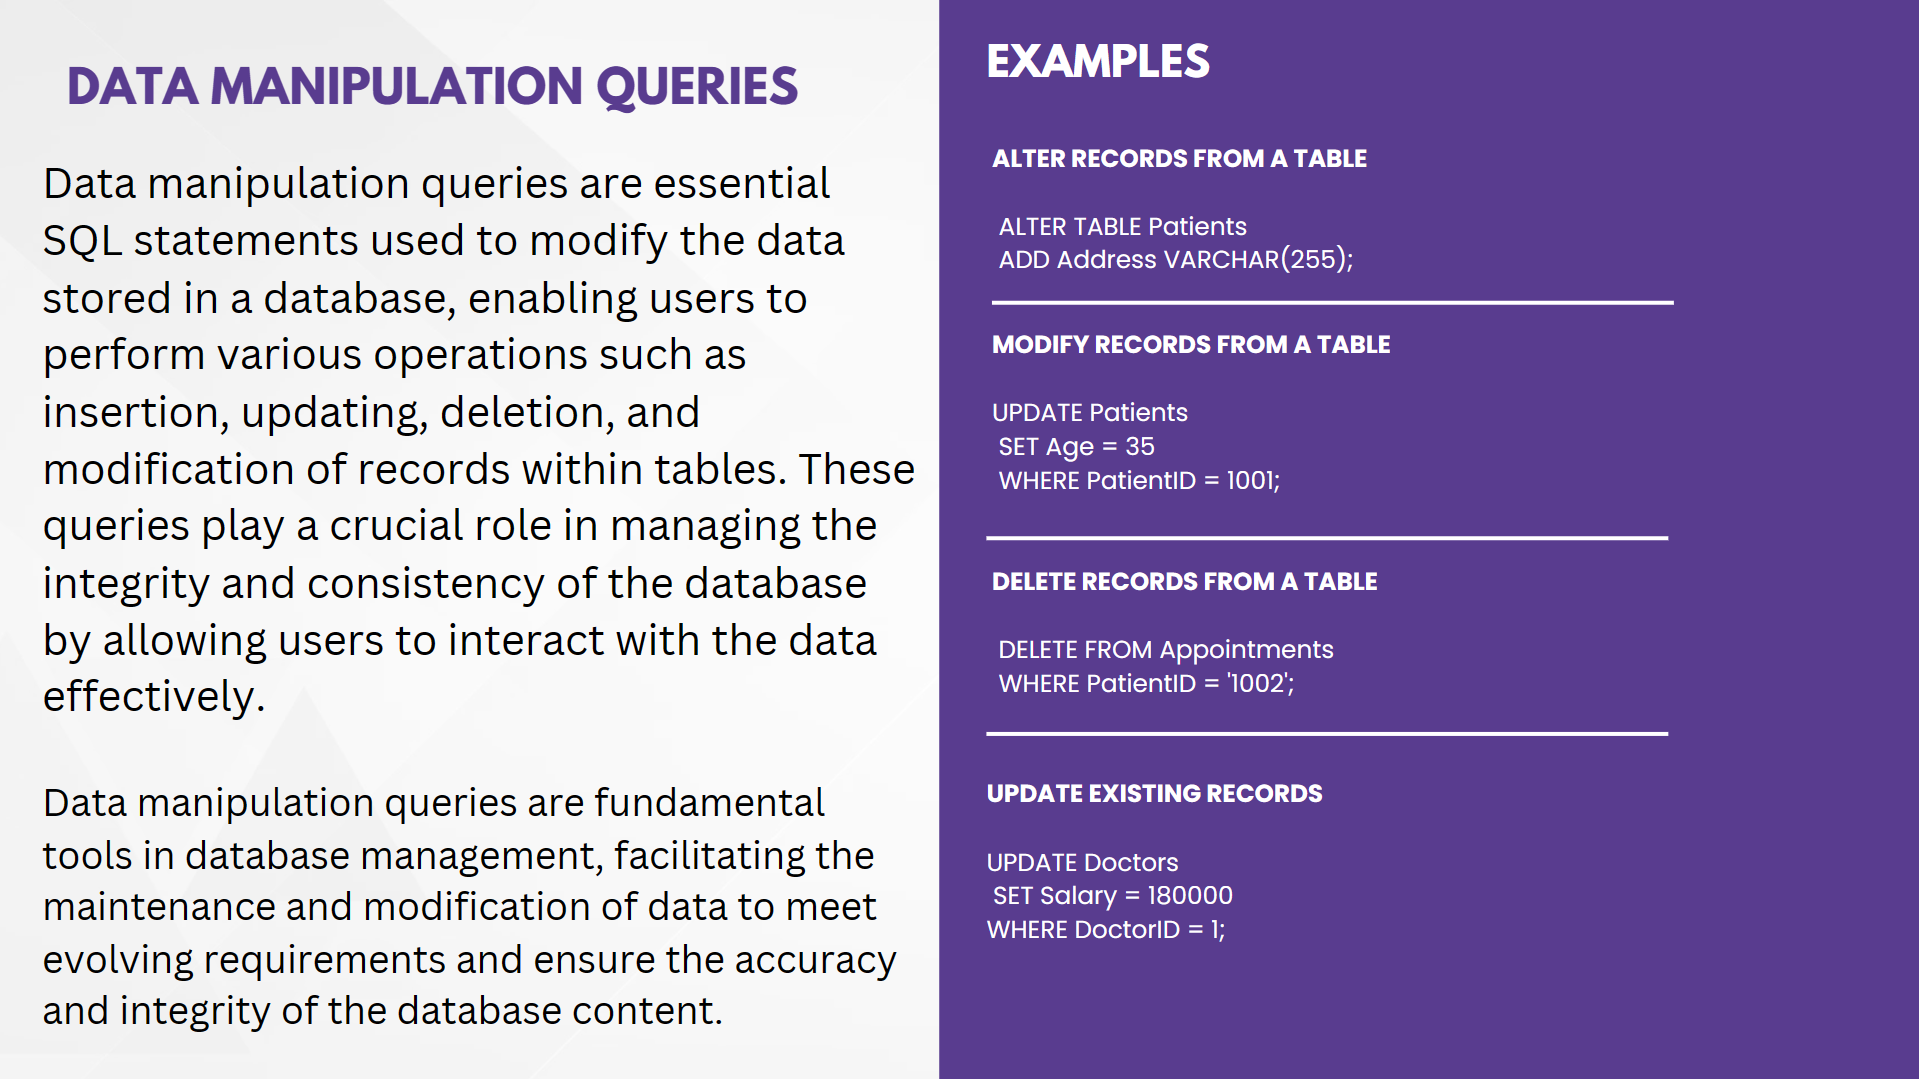 DATA MANIPULATION QUERIES
Data manipulation queries are essential
SQL statements used to modify the data
stored in a database, enabling users to
perform various operations such as
insertion, updating, deletion, and
modification of records within tables. These
queries play a crucial role in managing the
integrity and consistency of the database
by allowing users to interact with the data
effectively.
Data manipulation queries are fundamental
tools in database management, facilitating the
maintenance and modification of data to meet
evolving requirements and ensure the accuracy
and integrity of the database content.
EXAMPLES
ALTER RECORDS FROM A TABLE
ALTER TABLE Patients
ADD Address VARCHAR(255);
MODIFY RECORDS FROM A TABLE
UPDATE Patients
SET Age = 35
WHERE PatientID = 1001;
DELETE RECORDS FROM A TABLE
DELETE FROM Appointments
WHERE PatientID = '1002';
UPDATE EXISTING RECORDS
UPDATE Doctors
SET Salary = 180000
WHERE DoctorID = 1;